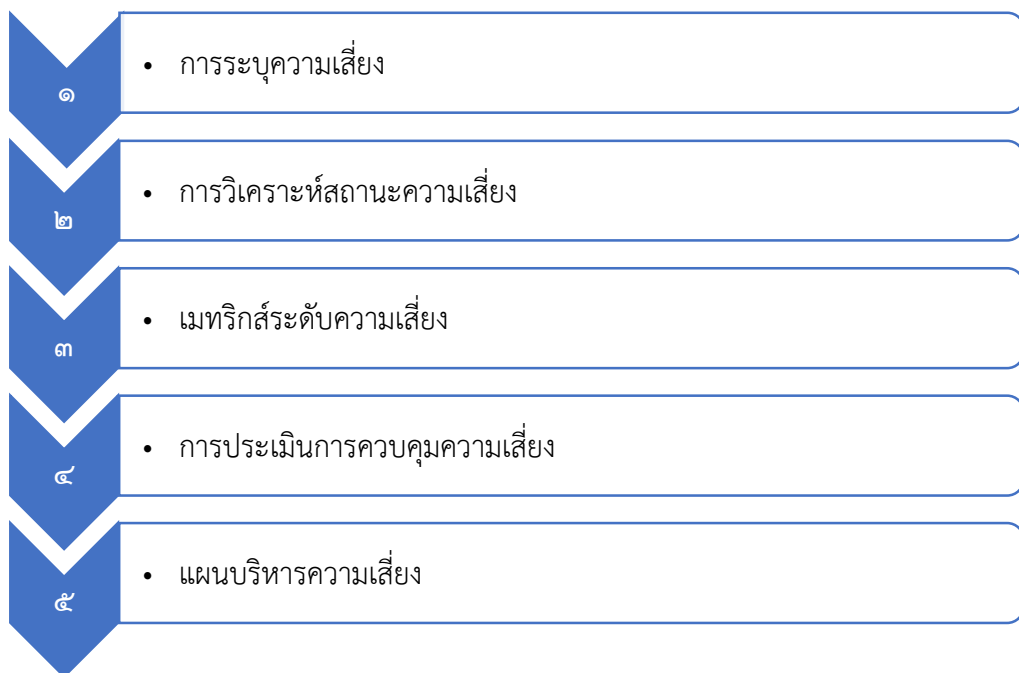 ๑
• การระบุความเสี่ยง
๒
• การวิเคราะห์สถานะความเสี่ยง
๓
• เมทริกส์ระดับความเสี่ยง
๔
• การประเมินการควบคุมความเสี่ยง
๕
• แผนบริหารความเสี่ยง